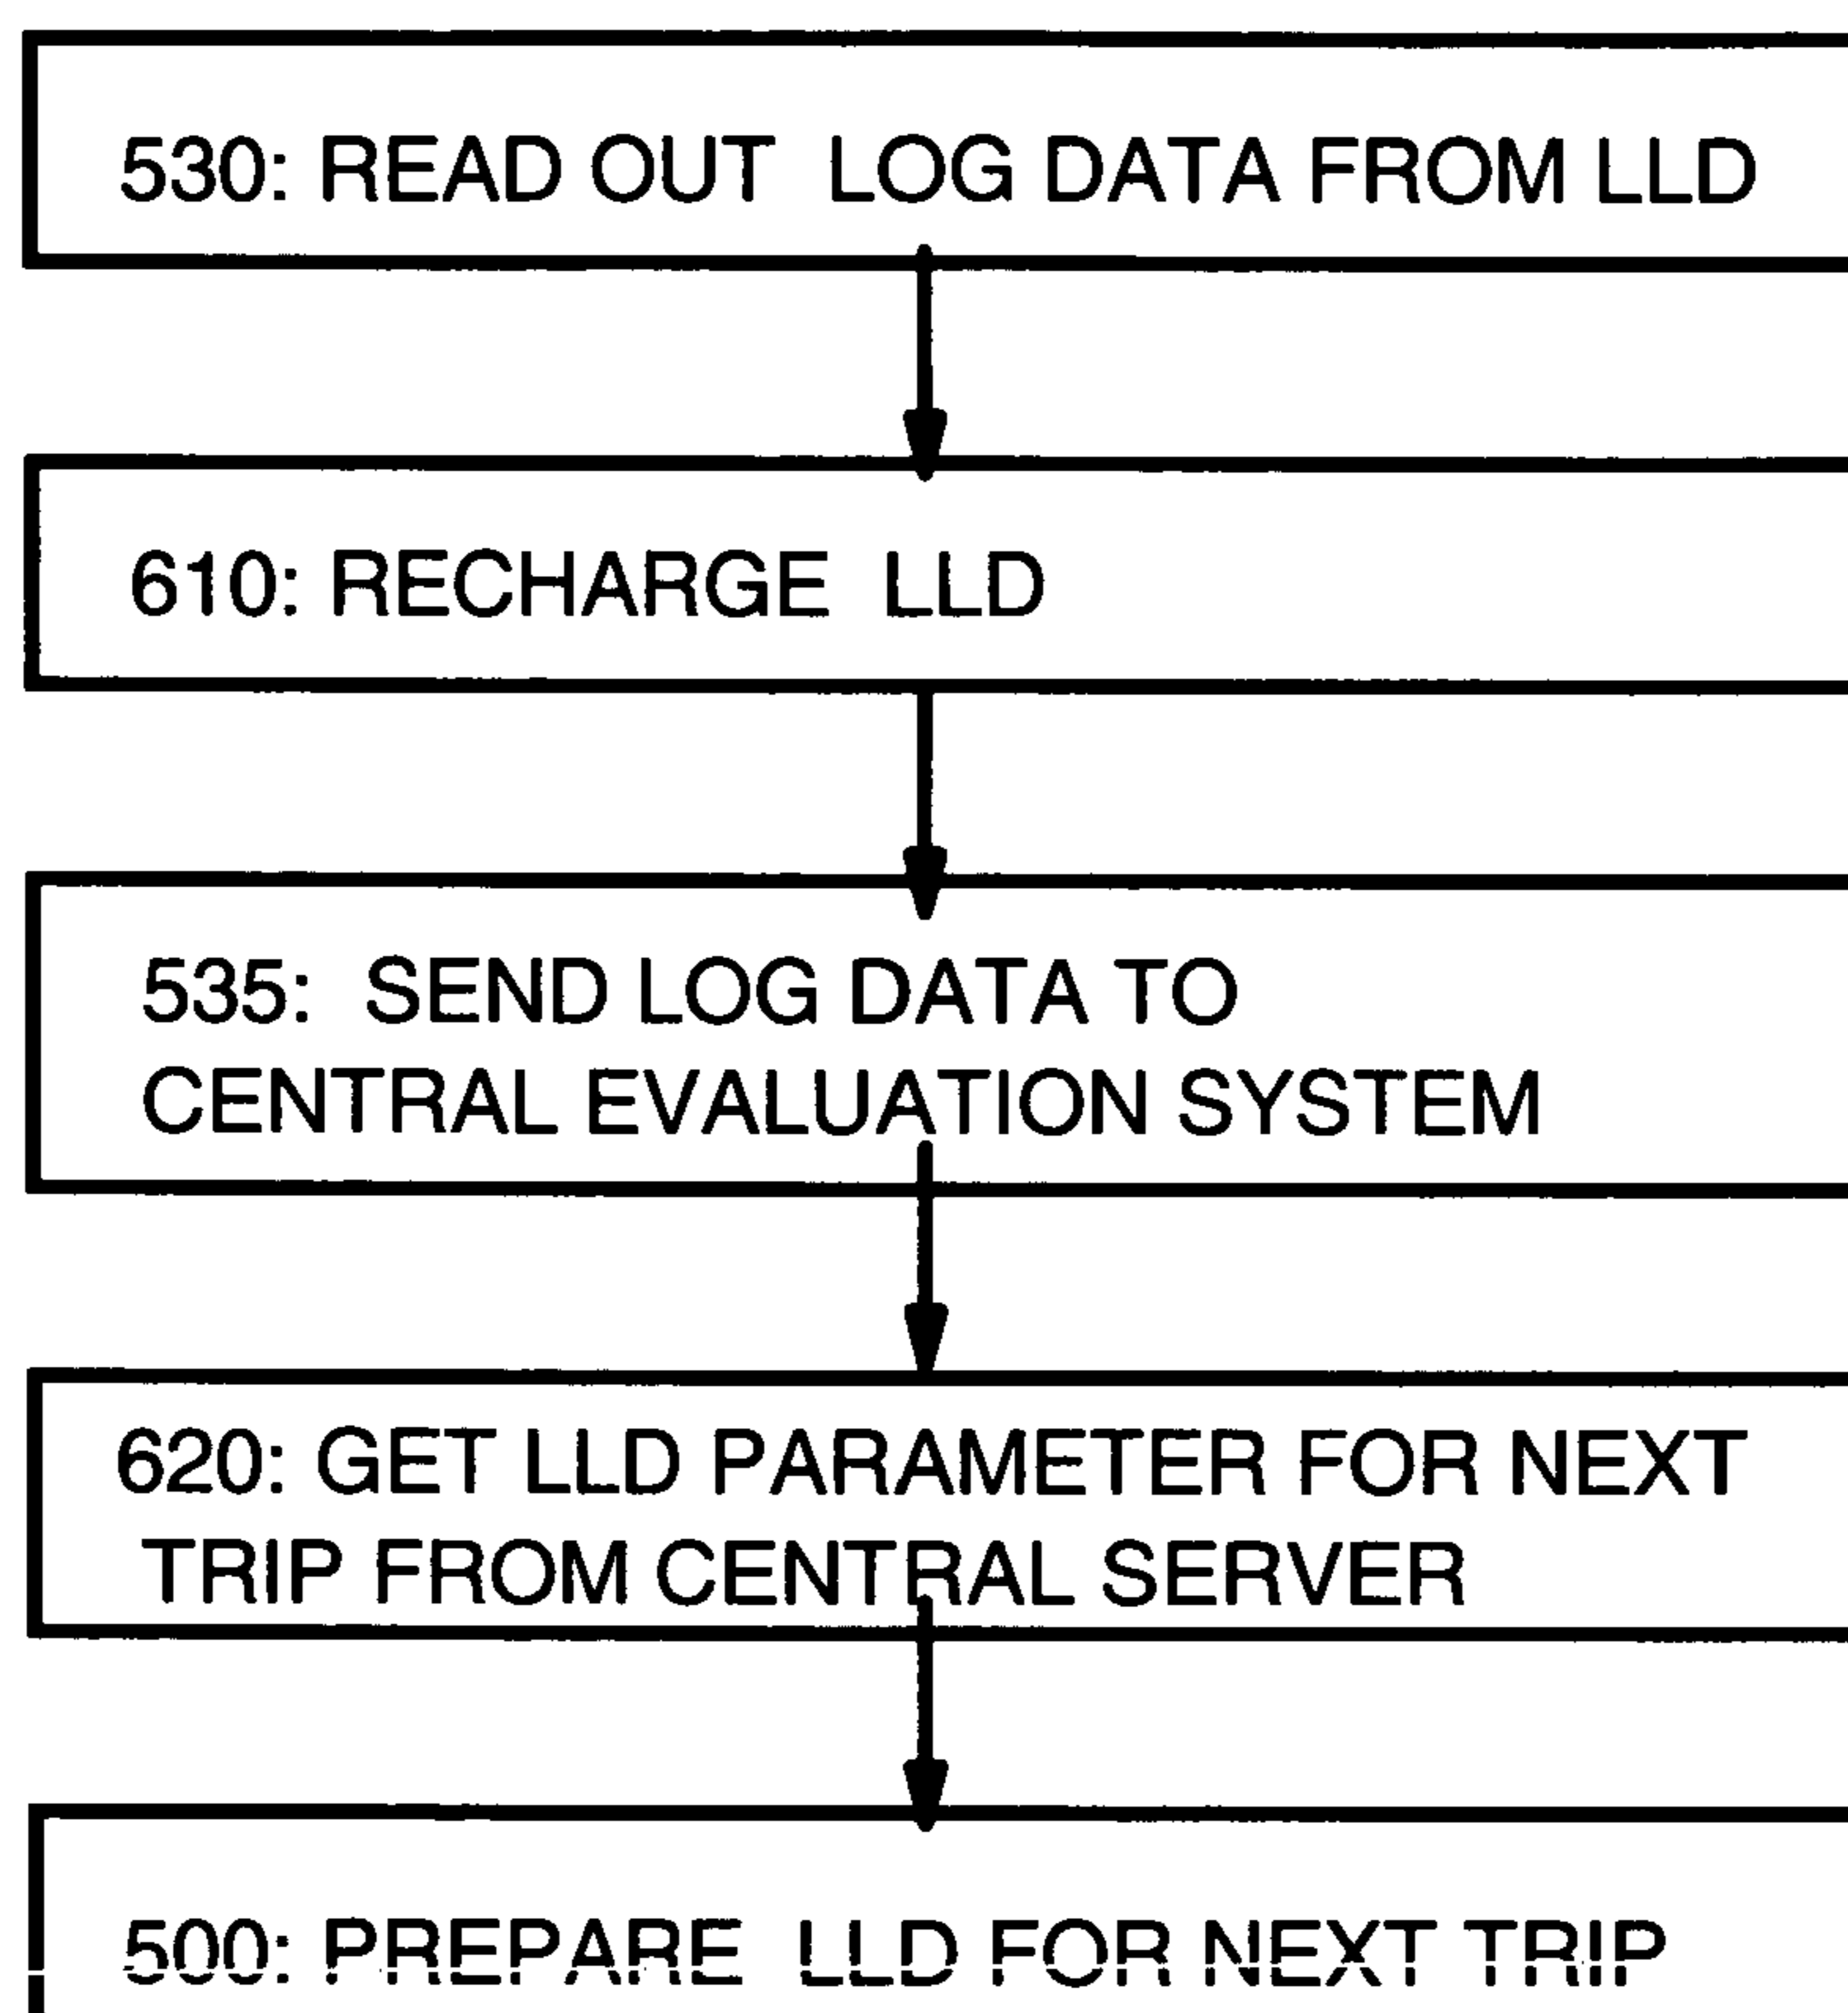 530: READ OUT LOG DATA FROM LLD
610: RECHARGE LLD
535: SEND LOG DATA TO
CENTRAL EVALUATION SYSTEM
620: GET LLD PARAMETER FOR NEXT
TRIP FROM CENTRAL SERVER
500: PREPARE LLD FOR NEXT TRIP